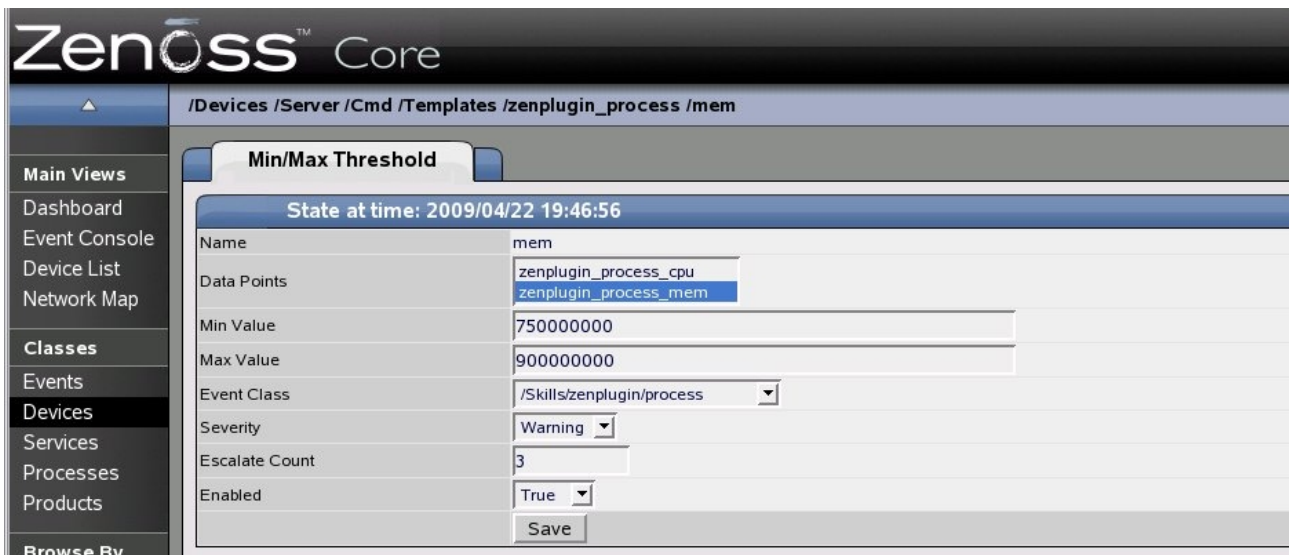 Zenoss™ Core
/Devices /Server /Cmd /Templates /zenplugin_process /mem
Main Views
Dashboard
Event Console
Device List
Network Map
Classes
Events
Devices
Services
Processes
Products
Browse By
Min/Max Threshold
State at time: 2009/04/22 19:46:56
Name mem
Data Points zenplugin_process_cpu
zenplugin_process_mem
Min Value 750000000
Max Value 900000000
Event Class /Skills/zenplugin/process
Severity Warning
Escalate Count 3
Enabled True
Save